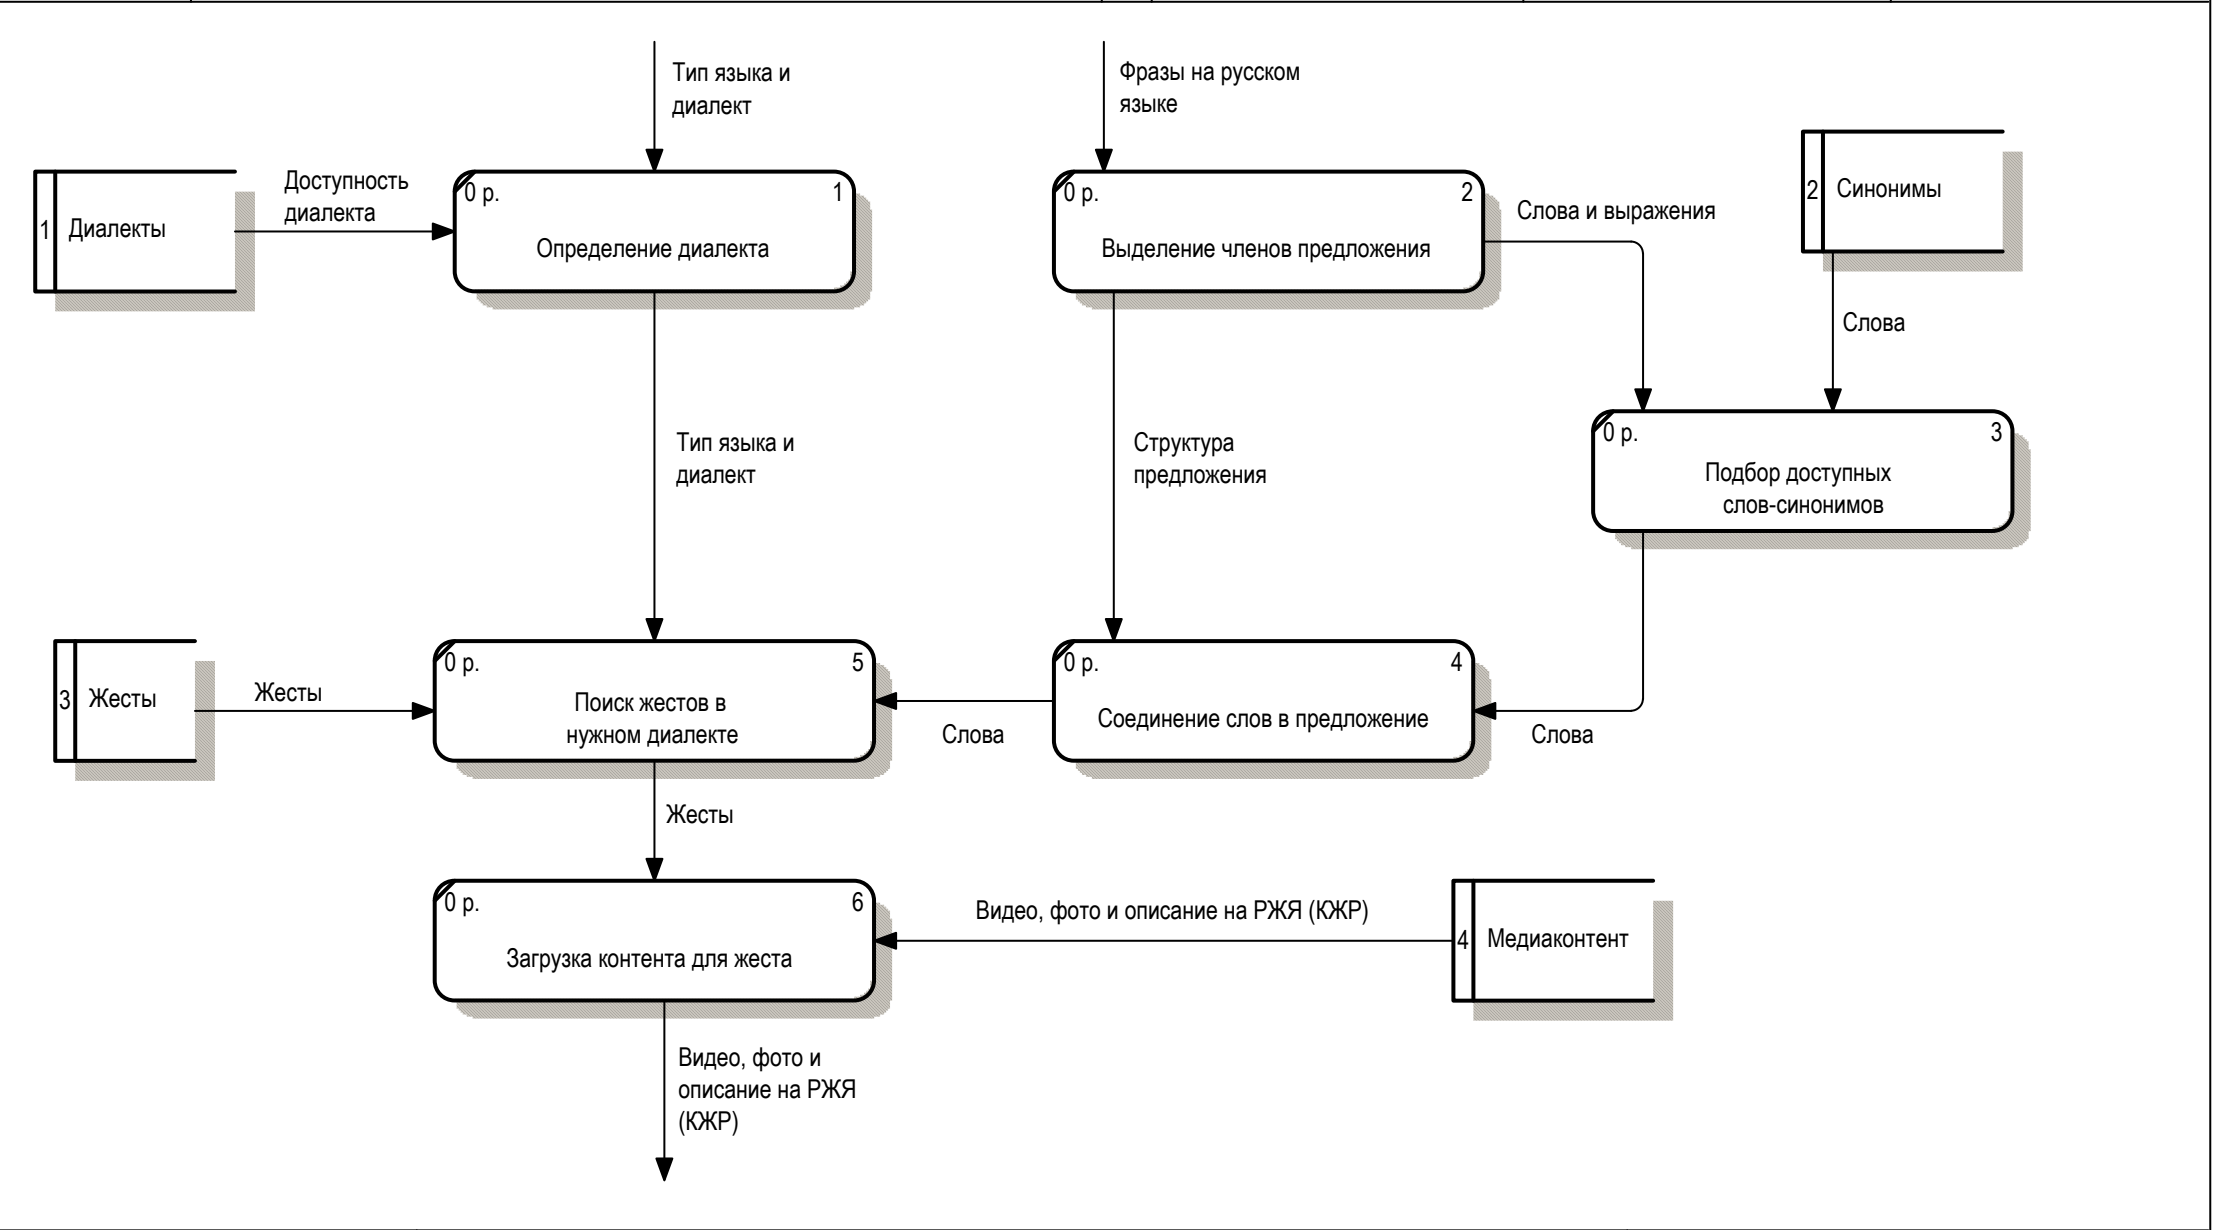 Тип языка и
диалект
Фразы на русском
языке
1
Диалекты
Доступность
диалекта
0 р.
1
Определение диалекта
0 р.
2
Выделение членов предложения
Слова и выражения
2
Синонимы
Слова
Тип языка и
диалект
Структура
предложения
0 р.
3
Подбор доступных
слов-синонимов
3
Жесты
Жесты
0 р.
5
Поиск жестов в
нужном диалекте
Слова
0 р.
4
Соединение слов в предложение
Слова
Жесты
0 р.
6
Загрузка контента для жеста
Видео, фото и описание на РЖЯ (КЖР)
4
Медиаконтент
Видео, фото и
описание на РЖЯ
(КЖР)